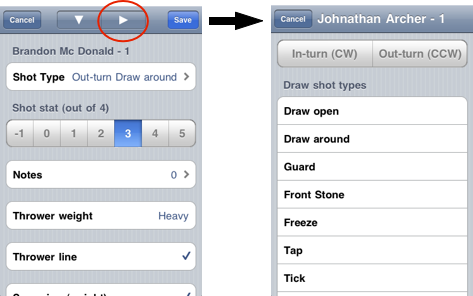 Cancel
Save
Brandon Mc Donald - 1
Shot Type Out-turn Draw around
Shot stat (out of 4)
-1 0 1 2 3 4 5
Notes 0
Thrower weight Heavy
Thrower line
Cancel Johnathan Archer - 1
In-turn (CW) Out-turn (CCW)
Draw shot types
Draw open
Draw around
Guard
Front Stone
Freeze
Tap
Tick